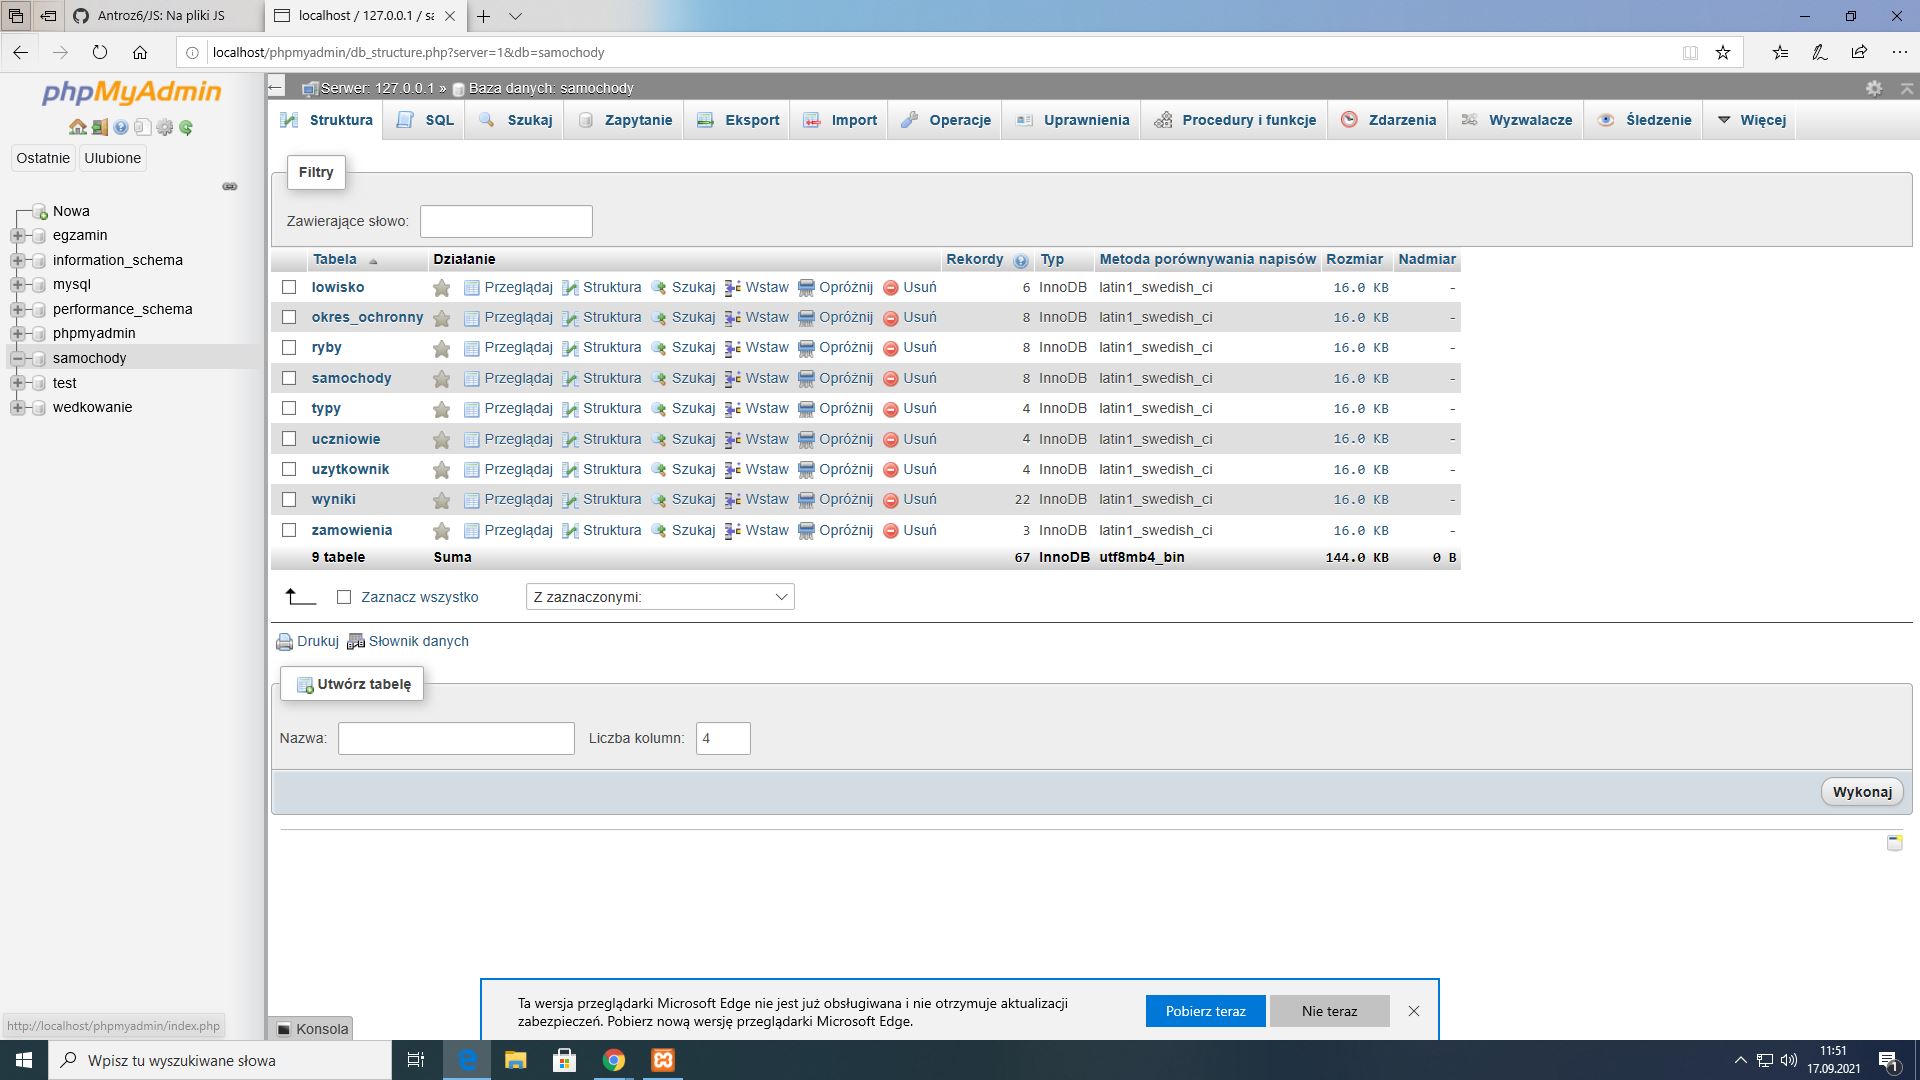 Antroz6/JS: Na pliki JS
localhost / 127.0.0.1 / sa
localhost/phpmyadmin/db_structure.php?server=1&db=samochody
phpMyAdmin
Ostatnie Ulubione
Nowa
egzamin
information_schema
mysql
performance_schema
phpmyadmin
samochody
test
wedkowanie
http://localhost/phpmyadmin/index.php
Serwer: 127.0.0.1 » Baza danych: samochody
Struktura SQL Szukaj Zapytanie Eksport Import Operacje Uprawnienia Procedury i funkcje Zdarzenia Wyzwalacze Śledzenie Więcej
Filtry
Zawierające słowo:
Tabela Działanie Rekordy Typ Metoda porównywania napisów Rozmiar Nadmiar
lowisko Przeglądaj Struktura Szukaj Wstaw Opróżnij Usuń 6 InnoDB latin1_swedish_ci 16.0 KB -
okres_ochronny Przeglądaj Struktura Szukaj Wstaw Opróżnij Usuń 8 InnoDB latin1_swedish_ci 16.0 KB -
ryby Przeglądaj Struktura Szukaj Wstaw Opróżnij Usuń 8 InnoDB latin1_swedish_ci 16.0 KB -
samochody Przeglądaj Struktura Szukaj Wstaw Opróżnij Usuń 8 InnoDB latin1_swedish_ci 16.0 KB -
typy Przeglądaj Struktura Szukaj Wstaw Opróżnij Usuń 4 InnoDB latin1_swedish_ci 16.0 KB -
uczniowie Przeglądaj Struktura Szukaj Wstaw Opróżnij Usuń 4 InnoDB latin1_swedish_ci 16.0 KB -
uzytkownik Przeglądaj Struktura Szukaj Wstaw Opróżnij Usuń 4 InnoDB latin1_swedish_ci 16.0 KB -
wyniki Przeglądaj Struktura Szukaj Wstaw Opróżnij Usuń 22 InnoDB latin1_swedish_ci 16.0 KB -
zamowienia Przeglądaj Struktura Szukaj Wstaw Opróżnij Usuń 3 InnoDB latin1_swedish_ci 16.0 KB -
9 tabele Suma 67 InnoDB utf8mb4_bin 144.0 KB 0 B
Zaznacz wszystko Z zaznaczonymi:
Drukuj Słownik danych
Utwórz tabelę
Nazwa: Liczba kolumn: 4
Wykonaj
Konsola
Ta wersja przeglądarki Microsoft Edge nie jest już obsługiwana i nie otrzymuje aktualizacji
zabezpieczeń. Pobierz nową wersję przeglądarki Microsoft Edge.
Pobierz teraz Nie teraz
Wpisz tu wyszukiwane słowa
11:51
17.09.2021
1